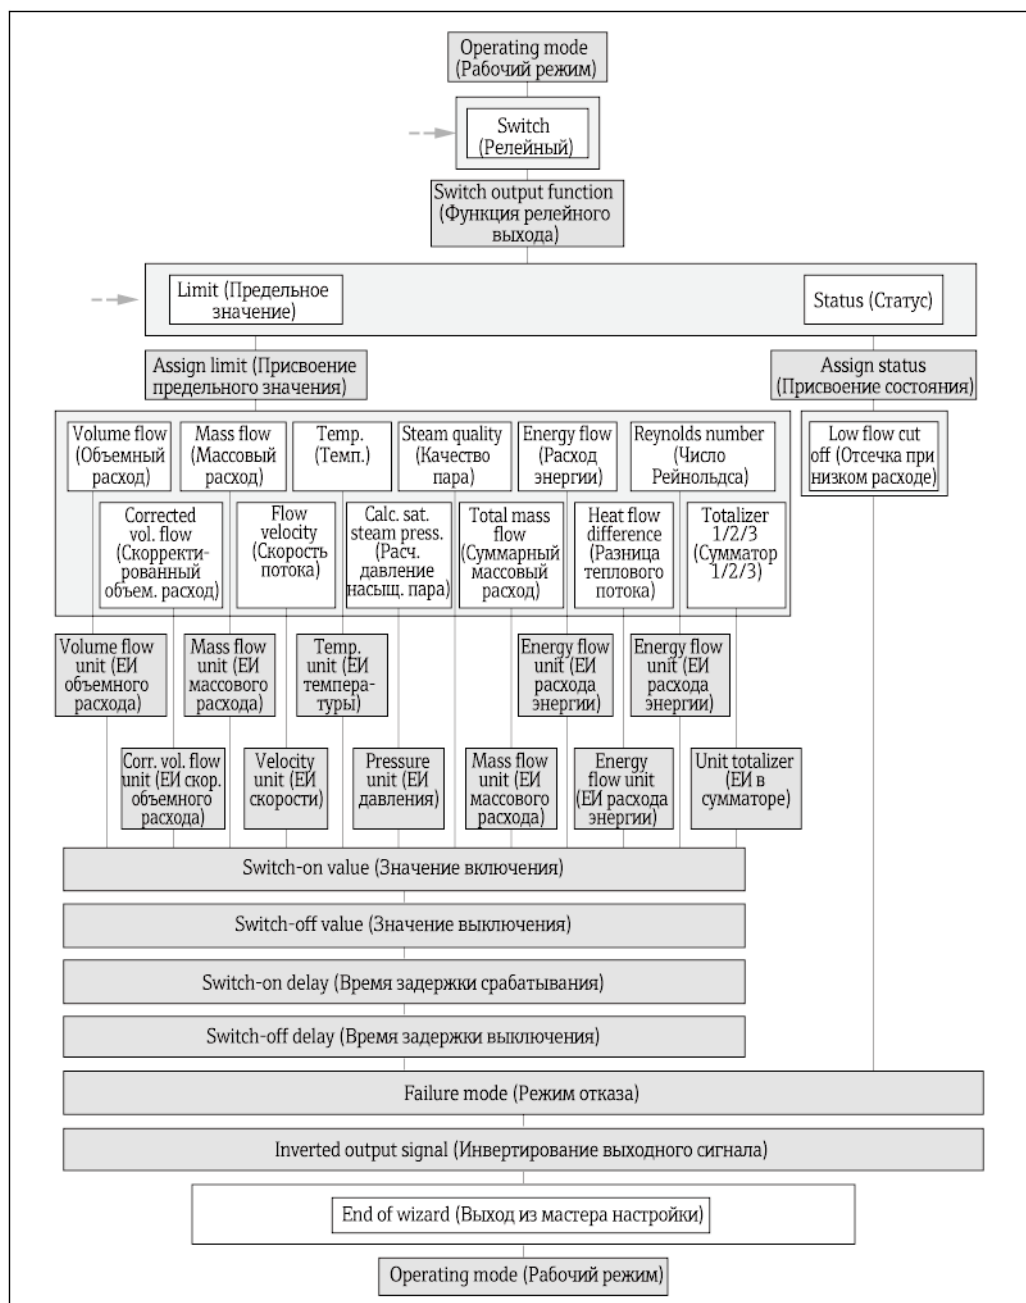 Operating mode
(Рабочий режим)
Switch
(Релейный)
Switch output function
(Функция релейного
выхода)
Limit (Предельное
значение)
Status (Статус)
Assign limit (Присвоение
предельного значения)
Assign status
(Присвоение состояния)
Volume flow
(Объемный
расход)
Mass flow
(Массовый
расход)
Temp.
(Темп.)
Steam quality
(Качество
пара)
Energy flow
(Расход
энергии)
Reynolds number
(Число
Рейнольдса)
Low flow cut
off (Отсечка при
низком расходе)
Corrected
vol. flow
(Скорректи-
рованный
объем. расход)
Flow
velocity
(Скорость
потока)
Calc. sat.
steam press.
(Расч.
давление
насыщ. пара)
Total mass
flow
(Суммарный
массовый
расход)
Heat flow
difference
(Разница
теплового
потока)
Totalizer
1/2/3
(Сумматор
1/2/3)
Volume flow
unit (ЕИ
объемного
расхода)
Mass flow
unit (ЕИ
массового
расхода)
Temp.
unit (ЕИ
темпера-
туры)
Energy flow
unit (ЕИ
расхода
энергии)
Energy flow
unit (ЕИ
расхода
энергии)
Corr. vol. flow
unit (ЕИ скор.
объемного
расхода)
Velocity
unit (ЕИ
скорости)
Pressure
unit (ЕИ
давления)
Mass flow
unit (ЕИ
массового
расхода)
Energy
flow unit
(ЕИ расхода
энергии)
Unit totalizer
(ЕИ в
сумматоре)
Switch-on value (Значение включения)
Switch-off value (Значение выключения)
Switch-on delay (Время задержки срабатывания)
Switch-off delay (Время задержки выключения)
Failure mode (Режим отказа)
Inverted output signal (Инвертирование выходного сигнала)
End of wizard (Выход из мастера настройки)
Operating mode (Рабочий режим)